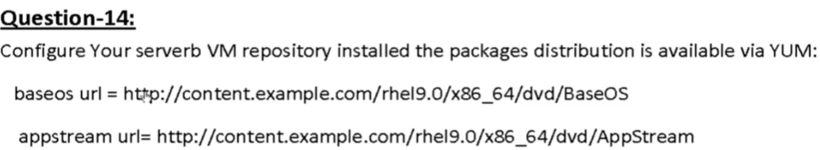 Question-14:
Configure Your serverb VM repository installed the packages distribution is available via YUM:
baseos url = http://content.example.com/rhel9.0/x86_64/dvd/BaseOS
appstream url= http://content.example.com/rhel9.0/x86_64/dvd/AppStream